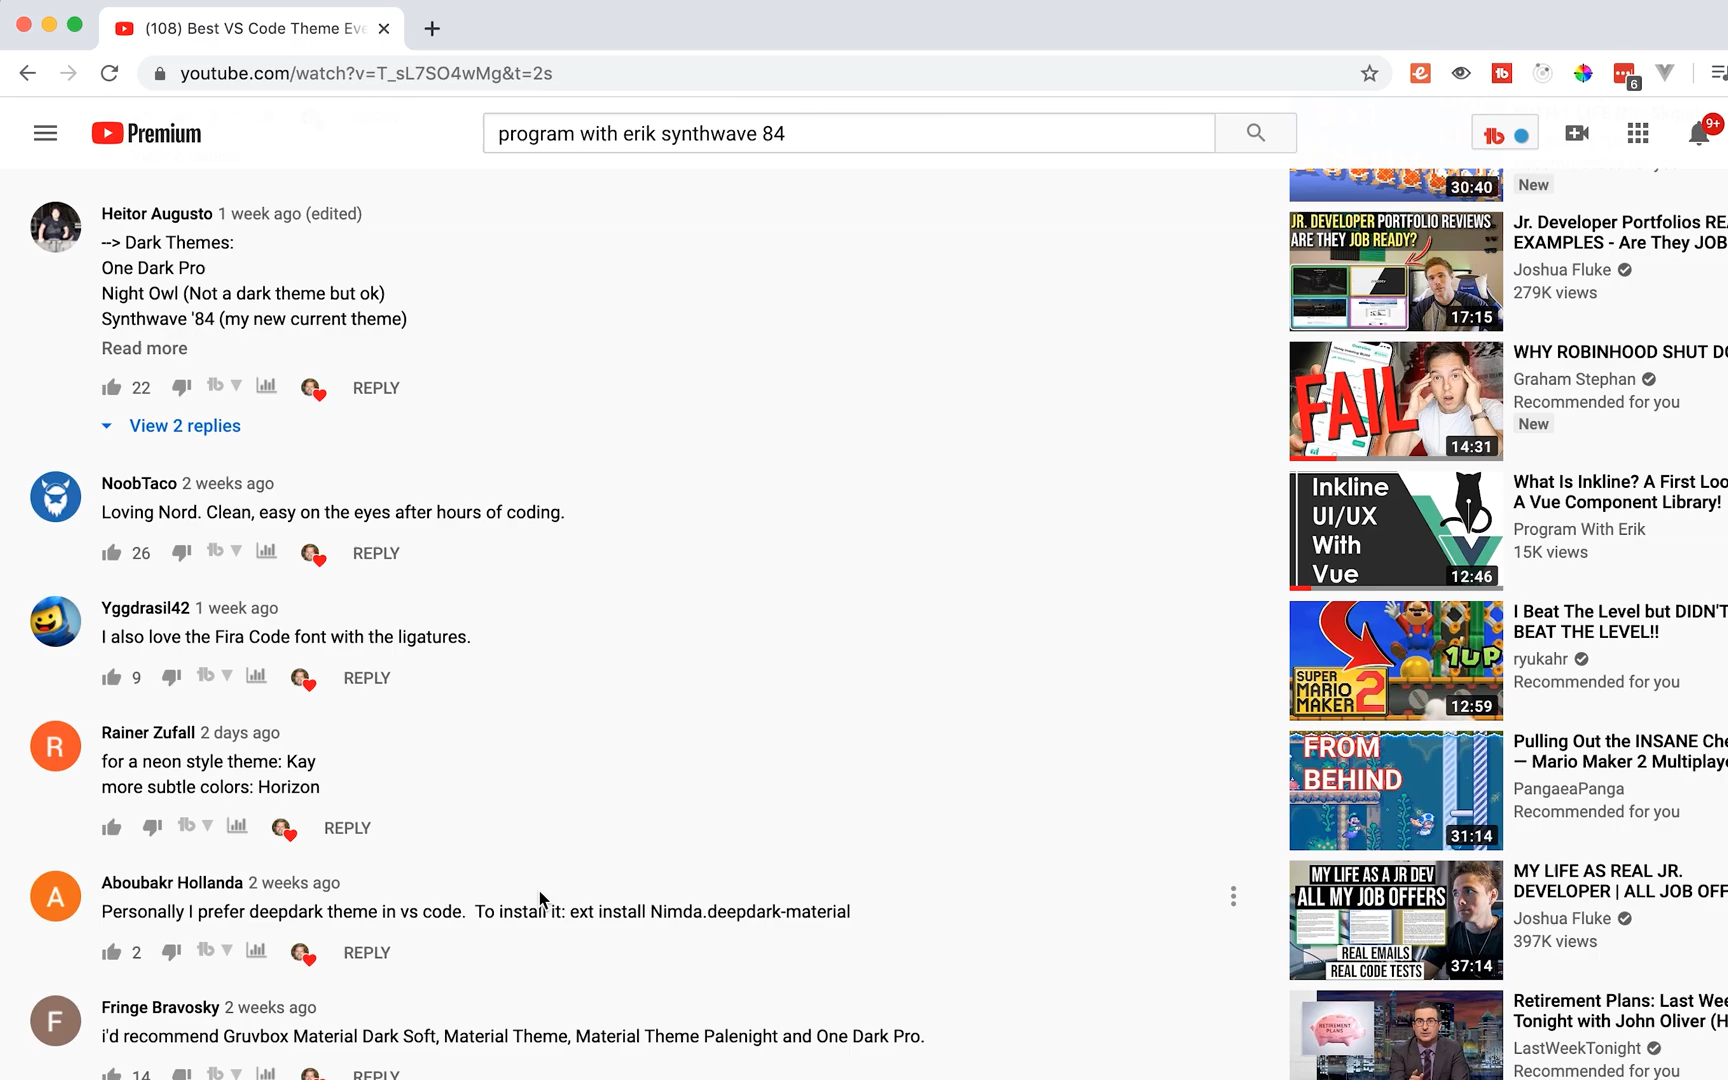 (108) Best VS Code Theme Eve
youtube.com/watch?v=T_sL7SO4wMg&t=2s
6
Premium
program with erik synthwave 84
9+
Heitor Augusto 1 week ago (edited)
--> Dark Themes:
One Dark Pro
Night Owl (Not a dark theme but ok)
Synthwave '84 (my new current theme)
Read more
22
REPLY
View 2 replies
NoobTaco 2 weeks ago
Loving Nord. Clean, easy on the eyes after hours of coding.
26
REPLY
Yggdrasil42 1 week ago
I also love the Fira Code font with the ligatures.
9
REPLY
R
Rainer Zufall 2 days ago
for a neon style theme: Kay
more subtle colors: Horizon
REPLY
A
Aboubakr Hollanda 2 weeks ago
Personally I prefer deepdark theme in vs code. To install it: ext install Nimda.deepdark-material
2
REPLY
F
Fringe Bravosky 2 weeks ago
i'd recommend Gruvbox Material Dark Soft, Material Theme, Material Theme Palenight and One Dark Pro.
14
REPLY
30:40
New
JR. DEVELOPER PORTFOLIO REVIEWS
ARE THEY JOB READY?
17:15
Jr. Developer Portfolios RE
EXAMPLES - Are They JOB
Joshua Fluke
279K views
FAIL
14:31
WHY ROBINHOOD SHUT DO
Graham Stephan
Recommended for you
New
Inkline
UI/UX
With
Vue
12:46
What Is Inkline? A First Loo
A Vue Component Library!
Program With Erik
15K views
1UP
SUPER
MARIO
MAKER 2
12:59
I Beat The Level but DIDN'T
BEAT THE LEVEL!!
ryukahr
Recommended for you
FROM
BEHIND
31:14
Pulling Out the INSANE Che
— Mario Maker 2 Multiplaye
PangaeaPanga
Recommended for you
MY LIFE AS A JR DEV
ALL MY JOB OFFERS
REAL EMAILS
REAL CODE TESTS
37:14
MY LIFE AS REAL JR.
DEVELOPER | ALL JOB OFF
Joshua Fluke
397K views
RETIREMENT
PLANS
Retirement Plans: Last Wee
Tonight with John Oliver (H
LastWeekTonight
Recommended for you